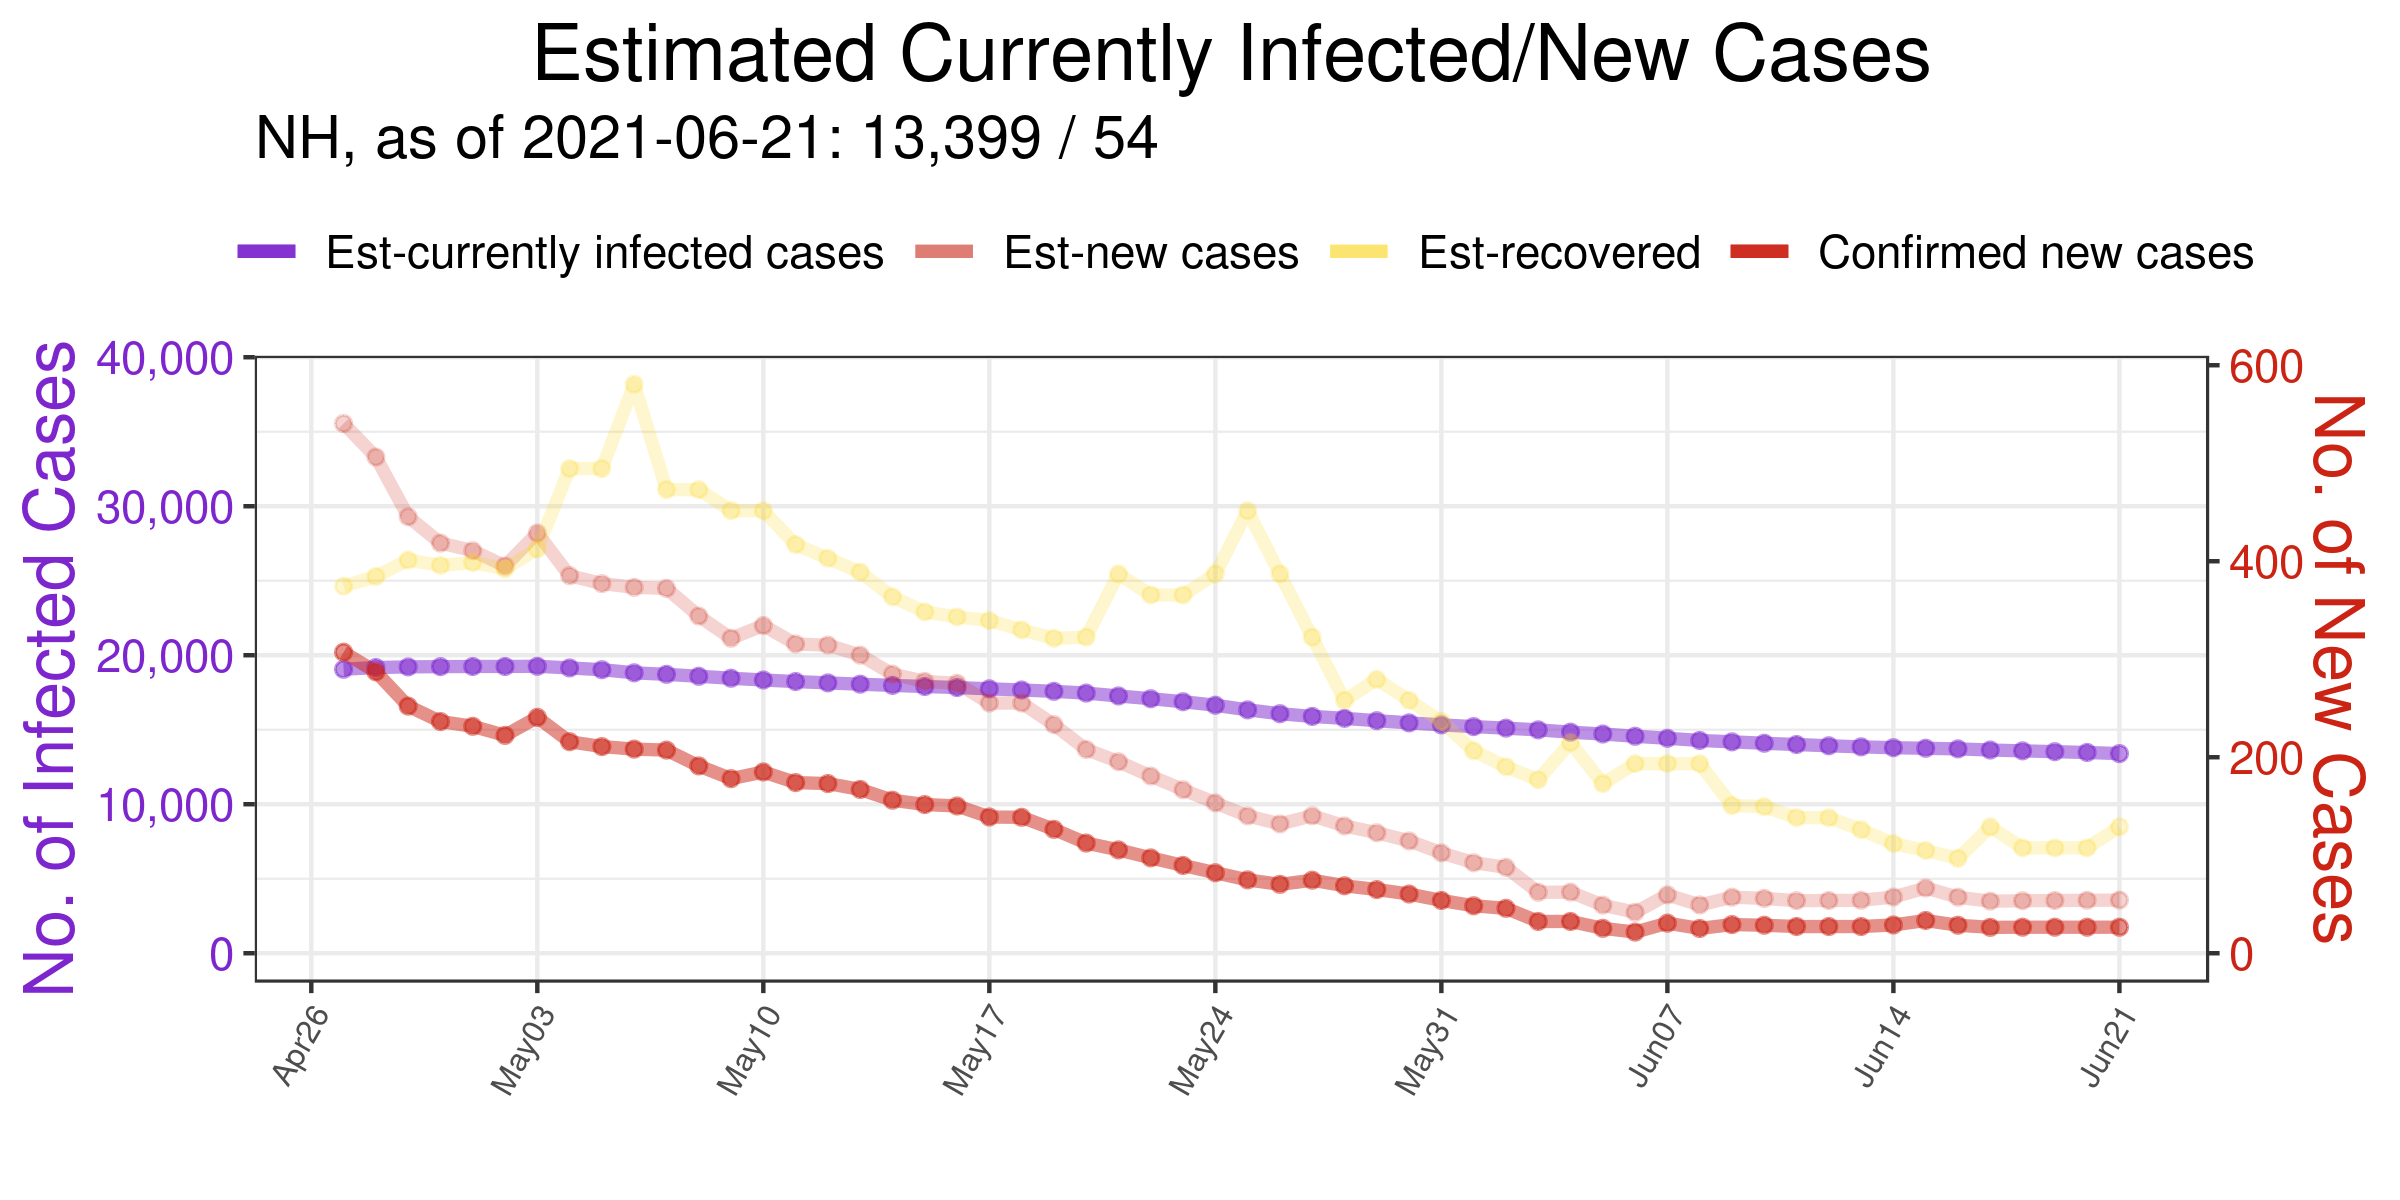 Estimated Currently Infected/New Cases
NH, as of 2021-06-21: 13,399 / 54
Est-currently infected cases Est-new cases Est-recovered Confirmed new cases
No. of Infected Cases
40,000
30,000
20,000
10,000
0
600
400
200
0
No. of New Cases
Apr26 May03 May10 May17 May24 May31 Jun07 Jun14 Jun21